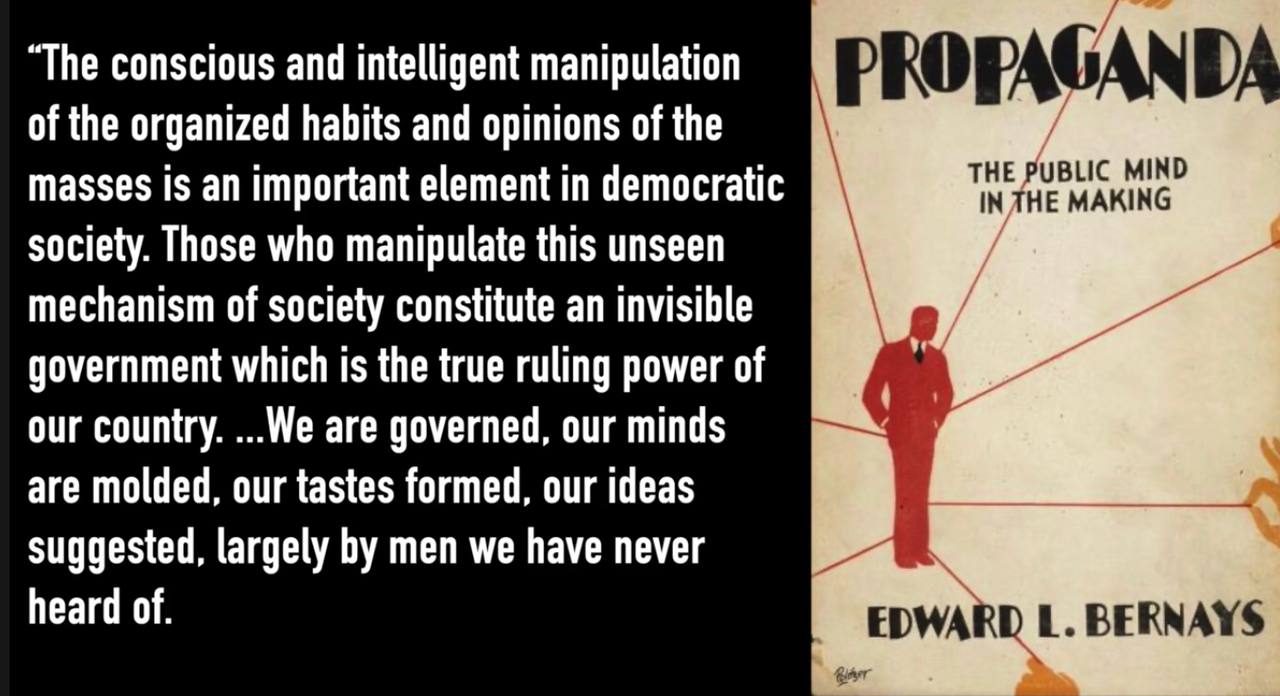 “The conscious and intelligent manipulation
of the organized habits and opinions of the
masses is an important element in democratic
society. Those who manipulate this unseen
mechanism of society constitute an invisible
government which is the true ruling power of
our country. ...We are governed, our minds
are molded, our tastes formed, our ideas
suggested, largely by men we have never
heard of.
PROPAGANDA
THE PUBLIC MIND
IN THE MAKING
EDWARD L. BERNAYS